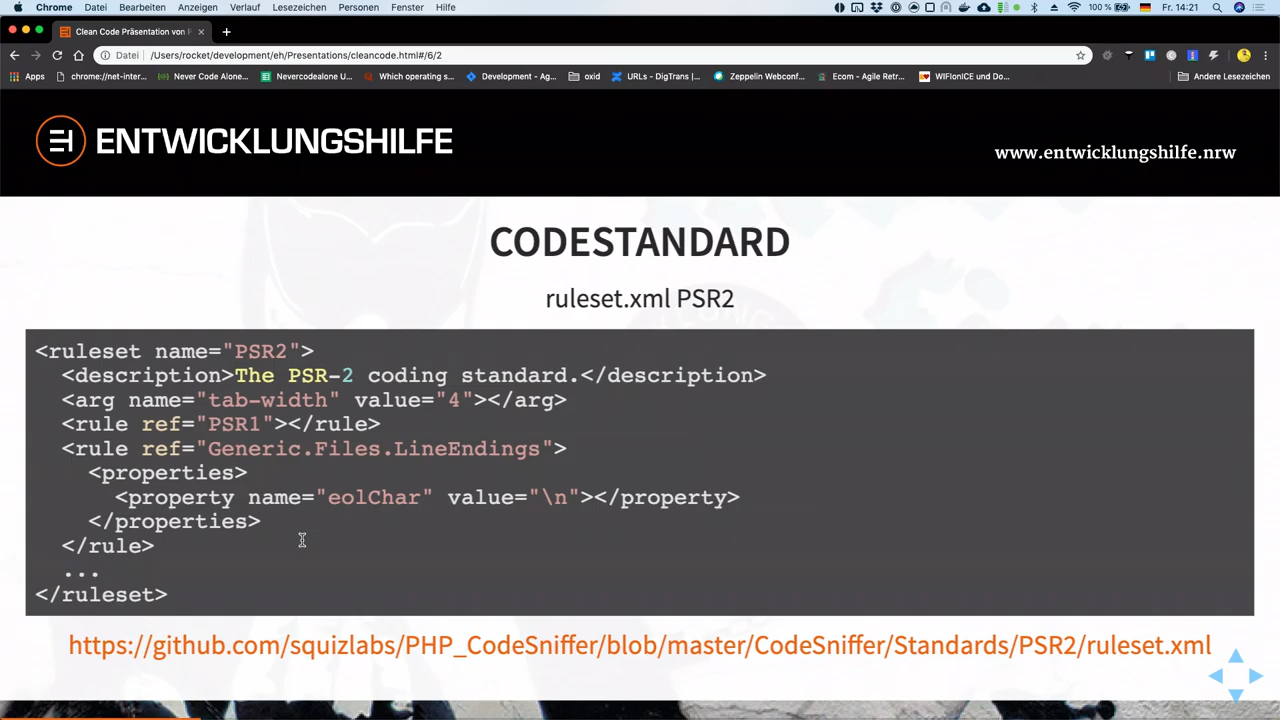 Chrome Datei Bearbeiten Anzeigen Verlauf Lesezeichen Personen Fenster Hilfe 100 % Fr. 14:21
Clean Code Präsentation von
Datei /Users/rocket/development/eh/Presentations/cleancode.html#/6/2
Apps chrome://net-inter... Never Code Alone... Nevercodealone U... Which operating s... Development - Ag... oxid URLs - DigTrans |... Zeppelin Webconf... Ecom - Agile Retr... WIFIonICE und Do... Andere Lesezeichen
ENTWICKLUNGSHILFE
www.entwicklungshilfe.nrw
CODESTANDARD
ruleset.xml PSR2
<ruleset name="PSR2">
<description>The PSR-2 coding standard.</description>
<arg name="tab-width" value="4"></arg>
<rule ref="PSR1"></rule>
<rule ref="Generic.Files.LineEndings">
<properties>
<property name="eolChar" value="\n"></property>
</properties>
</rule>
...
</ruleset>
https://github.com/squizlabs/PHP_CodeSniffer/blob/master/CodeSniffer/Standards/PSR2/ruleset.xml